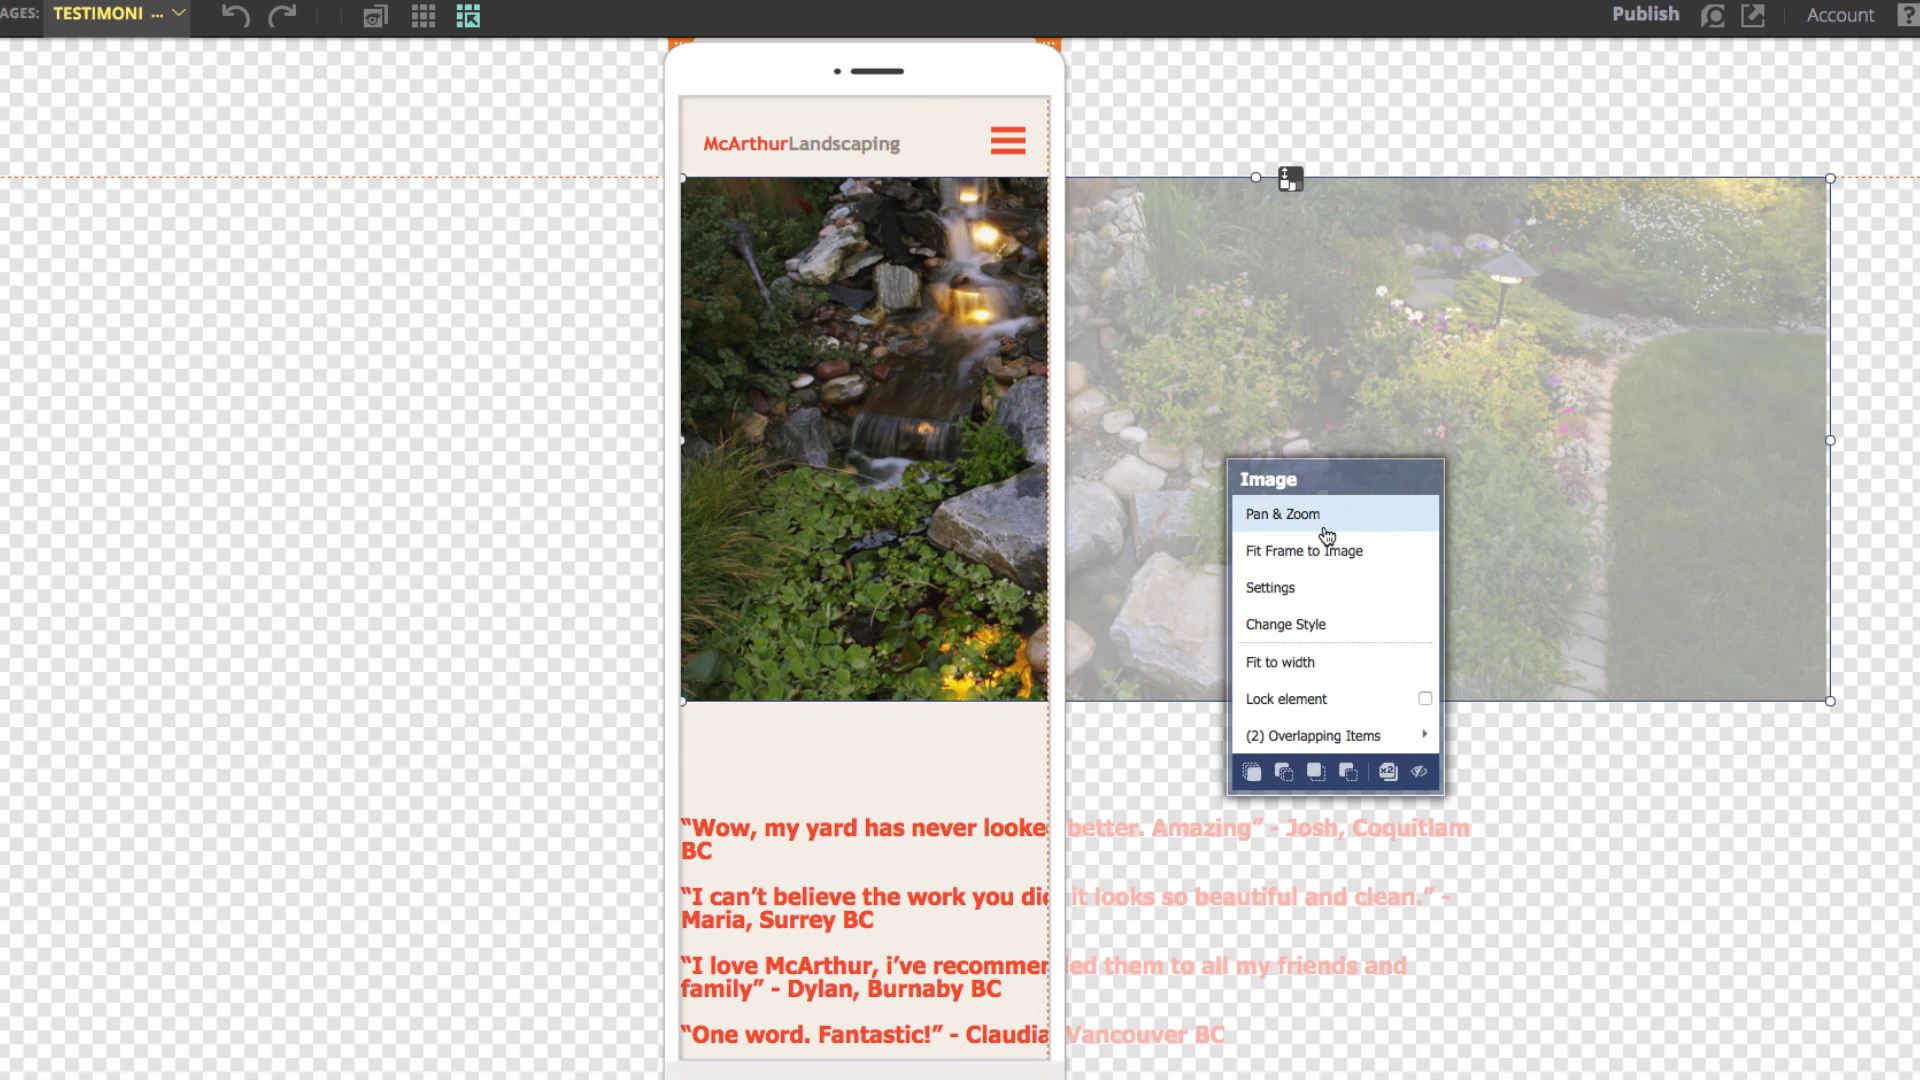 AGES: TESTIMONI ...
Publish
Account
?
McArthurLandscaping
Image
Pan & Zoom
Fit Frame to Image
Settings
Change Style
Fit to width
Lock element
(2) Overlapping Items
x2
“Wow, my yard has never looked better. Amazing” - Josh, Coquitlam
BC
“I can’t believe the work you did it looks so beautiful and clean.” -
Maria, Surrey BC
“I love McArthur, i’ve recommended them to all my friends and
family” - Dylan, Burnaby BC
“One word. Fantastic!” - Claudia Vancouver BC